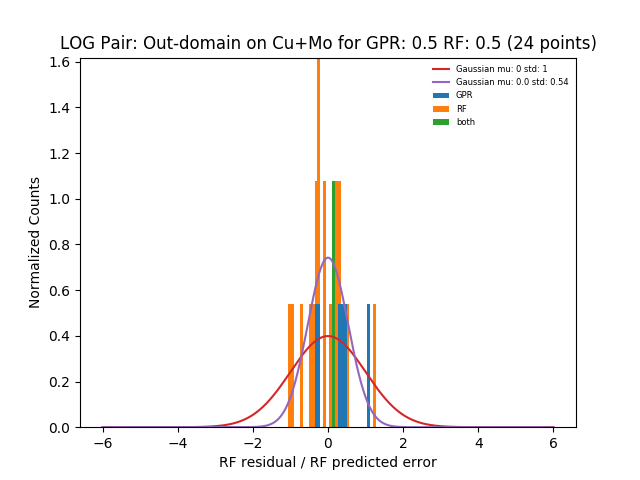 LOG Pair: Out-domain on Cu+Mo for GPR: 0.5 RF: 0.5 (24 points)
Gaussian mu: 0 std: 1
Gaussian mu: 0.0 std: 0.54
GPR
RF
both
Normalized Counts
1.6
1.4
1.2
1.0
0.8
0.6
0.4
0.2
0.0
−6 −4 −2 0 2 4 6
RF residual / RF predicted error